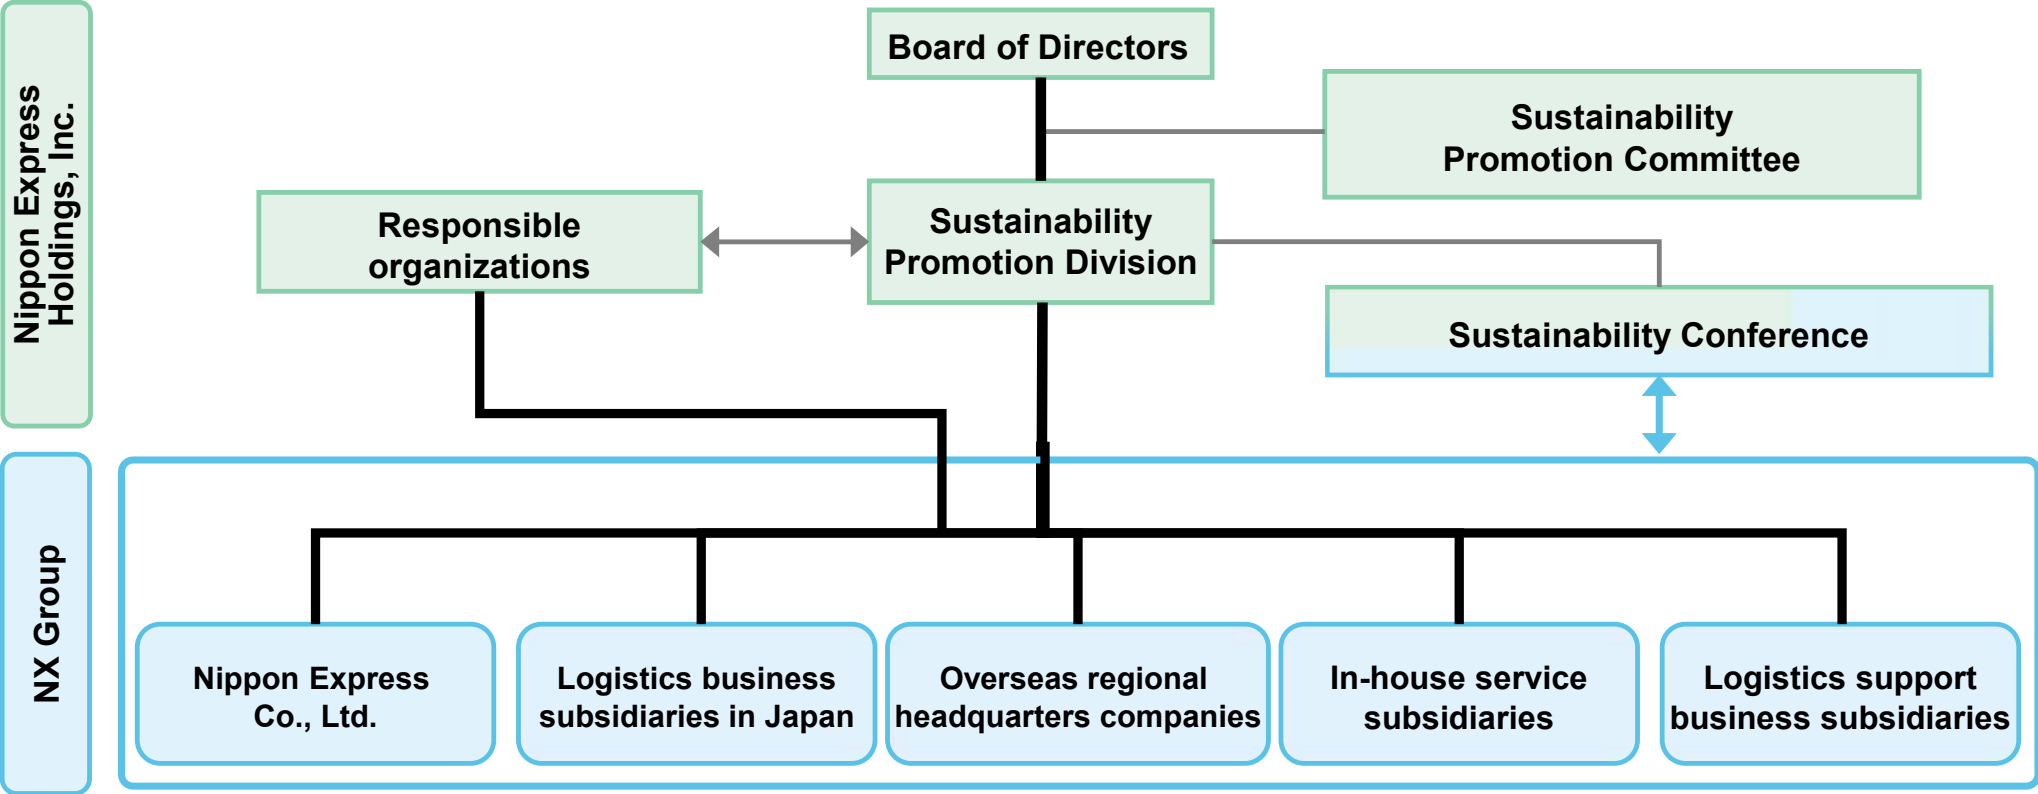 Nippon Express
Holdings, Inc.
Board of Directors
Sustainability
Promotion Committee
Responsible
organizations
Sustainability
Promotion Division
Sustainability Conference
NX Group
Nippon Express
Co., Ltd.
Logistics business
subsidiaries in Japan
Overseas regional
headquarters companies
In-house service
subsidiaries
Logistics support
business subsidiaries